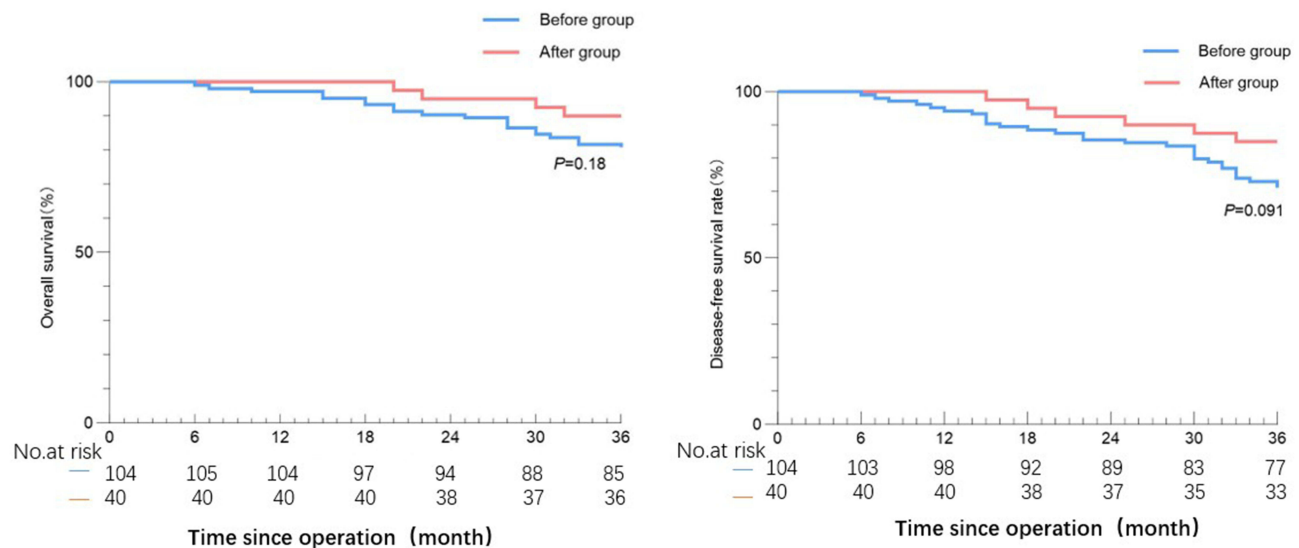 Before group
After group
100
50
0
Overall survival(%)
P=0.18
0 6 12 18 24 30 36
No.at risk
104 105 104 97 94 88 85
40 40 40 40 38 37 36
Time since operation (month)
Before group
After group
100
50
0
Disease-free survival rate(%)
P=0.091
0 6 12 18 24 30 36
No.at risk
104 103 98 92 89 83 77
40 40 40 38 37 35 33
Time since operation (month)